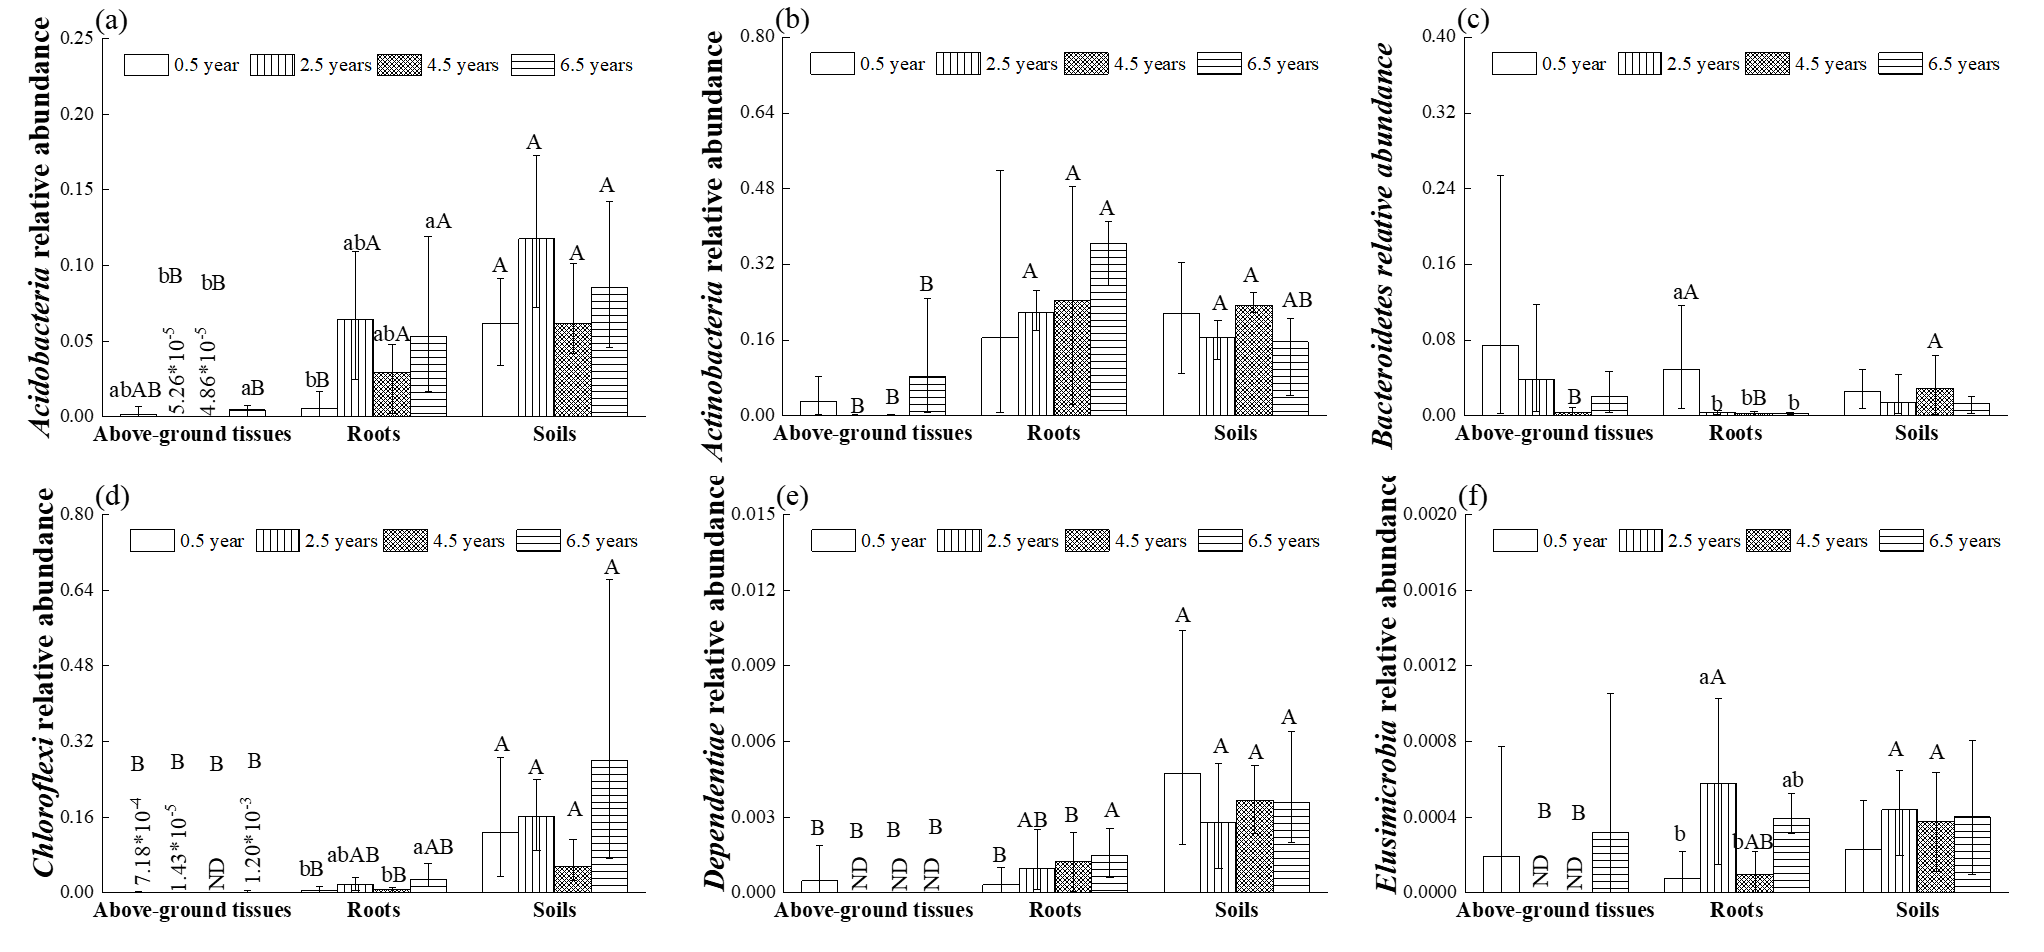 (a)
Acidobacteria relative abundance
0.25
0.20
0.15
0.10
0.05
0.00
0.5 year 2.5 years 4.5 years 6.5 years
abAB
5.26*10-5
bB
4.86*10-5
bB
aB
bB
abA
abA
aA
A
A
A
A
Above-ground tissues Roots Soils
(b)
Actinobacteria relative abundance
0.80
0.64
0.48
0.32
0.16
0.00
0.5 year 2.5 years 4.5 years 6.5 years
B
B
B
A
A
A
A
A
AB
Above-ground tissues Roots Soils
(c)
Bacteroidetes relative abundance
0.40
0.32
0.24
0.16
0.08
0.00
0.5 year 2.5 years 4.5 years 6.5 years
B
aA
b
bB
b
A
Above-ground tissues Roots Soils
(d)
Chloroflexi relative abundance
0.80
0.64
0.48
0.32
0.16
0.00
0.5 year 2.5 years 4.5 years 6.5 years
B
7.18*10-4
B
1.43*10-5
B
ND
B
1.20*10-3
bB
abAB
bB
aAB
A
A
A
A
Above-ground tissues Roots Soils
(e)
Dependentiae relative abundance
0.015
0.012
0.009
0.006
0.003
0.000
0.5 year 2.5 years 4.5 years 6.5 years
B
B
ND
B
ND
B
ND
B
AB
B
A
A
A
A
A
Above-ground tissues Roots Soils
(f)
Elusimicrobia relative abundance
0.0020
0.0016
0.0012
0.0008
0.0004
0.0000
0.5 year 2.5 years 4.5 years 6.5 years
B
ND
B
ND
b
aA
bAB
ab
A
A
Above-ground tissues Roots Soils